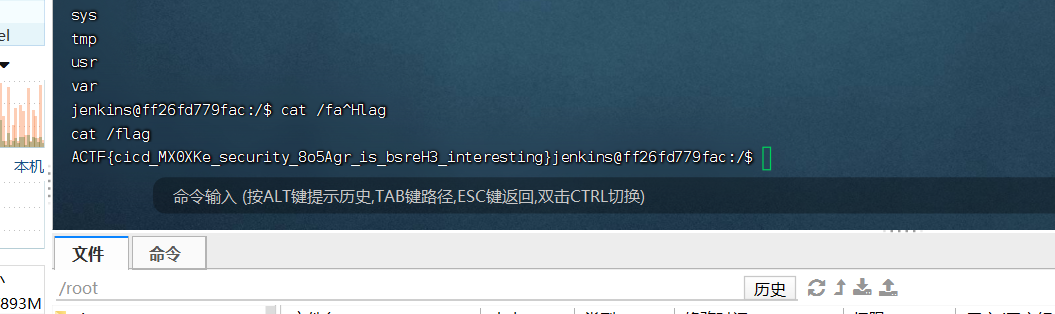 sys
tmp
el
usr
var
jenkins@ff26fd779fac:/$ cat /fa^Hlag
cat /flag
ACTF{cicd_MX0XKe_security_8o5Agr_is_bsreH3_interesting}jenkins@ff26fd779fac:/$
本机
命令输入 (按ALT键提示历史,TAB键路径,ESC键返回,双击CTRL切换)
文件 命令
/root 历史
893M